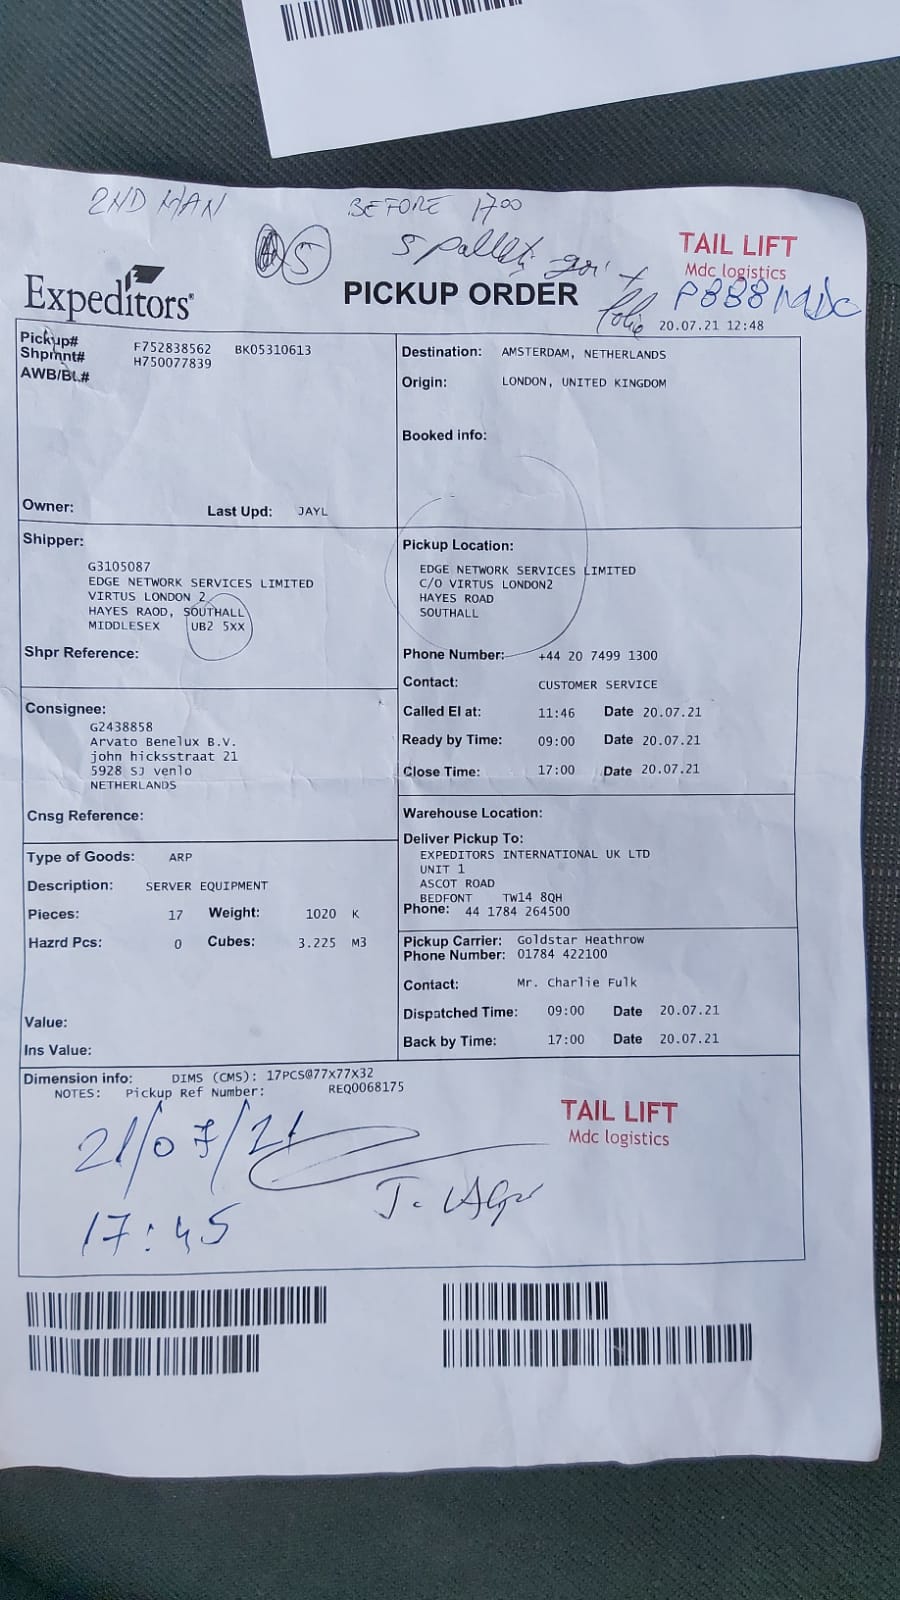 2ND MAN
BEFORE 1700
5
5 pallets
TAIL LIFT
Mdc logistics
P888MDC
Expeditors
PICKUP ORDER
folie
20.07.21 12:48
Pickup# F752838562 BK05310613
Shpmnt# H750077839
AWB/BL#
Owner: Last Upd: JAYL
Destination: AMSTERDAM, NETHERLANDS
Origin: LONDON, UNITED KINGDOM
Booked info:
Shipper:
G3105087
EDGE NETWORK SERVICES LIMITED
VIRTUS LONDON 2
HAYES RAOD, SOUTHALL
MIDDLESEX UB2 5XX
Shpr Reference:
Pickup Location:
EDGE NETWORK SERVICES LIMITED
C/O VIRTUS LONDON2
HAYES ROAD
SOUTHALL
Phone Number: +44 20 7499 1300
Contact: CUSTOMER SERVICE
Called EI at: 11:46 Date 20.07.21
Ready by Time: 09:00 Date 20.07.21
Close Time: 17:00 Date 20.07.21
Consignee:
G2438858
Arvato Benelux B.V.
john hicksstraat 21
5928 SJ venlo
NETHERLANDS
Cnsg Reference:
Warehouse Location:
Deliver Pickup To:
EXPEDITORS INTERNATIONAL UK LTD
UNIT 1
ASCOT ROAD
BEDFONT TW14 8QH
Phone: 44 1784 264500
Type of Goods: ARP
Description: SERVER EQUIPMENT
Pieces: 17 Weight: 1020 K
Hazrd Pcs: 0 Cubes: 3.225 M3
Value:
Ins Value:
Pickup Carrier: Goldstar Heathrow
Phone Number: 01784 422100
Contact: Mr. Charlie Fulk
Dispatched Time: 09:00 Date 20.07.21
Back by Time: 17:00 Date 20.07.21
Dimension info: DIMS (CMS): 17PCS@77X77X32
NOTES: Pickup Ref Number: REQ0068175
TAIL LIFT
Mdc logistics
21/07/21
17:45